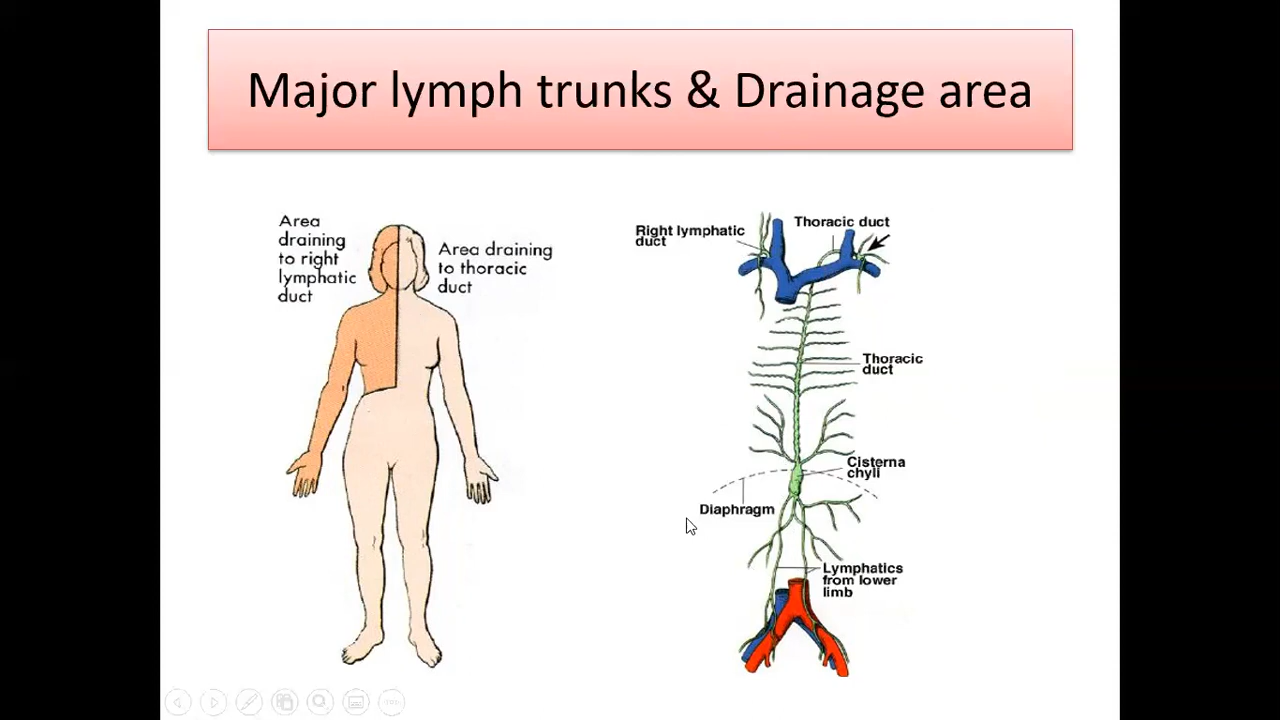 Major lymph trunks & Drainage area
Area
draining
to right
lymphatic
duct
Area draining
to thoracic
duct
Right lymphatic
duct
Thoracic duct
Thoracic
duct
Cisterna
chyli
Diaphragm
Lymphatics
from lower
limb